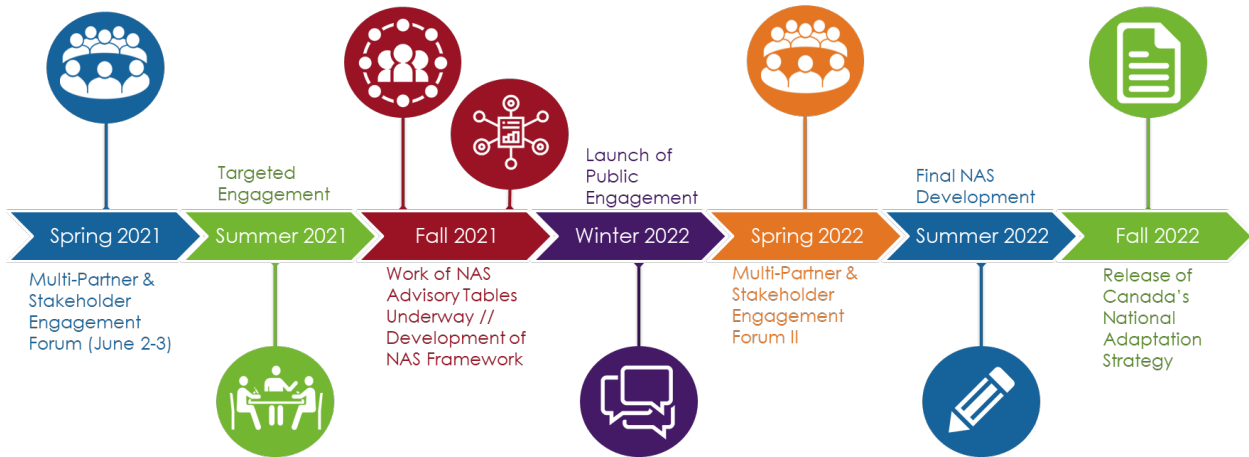 Targeted
Engagement
Launch of
Public
Engagement
Final NAS
Development
Spring 2021
Summer 2021
Fall 2021
Winter 2022
Spring 2022
Summer 2022
Fall 2022
Multi-Partner &
Stakeholder
Engagement
Forum (June 2-3)
Work of NAS
Advisory Tables
Underway //
Development of
NAS Framework
Multi-Partner &
Stakeholder
Engagement
Forum II
Release of
Canada’s
National
Adaptation
Strategy